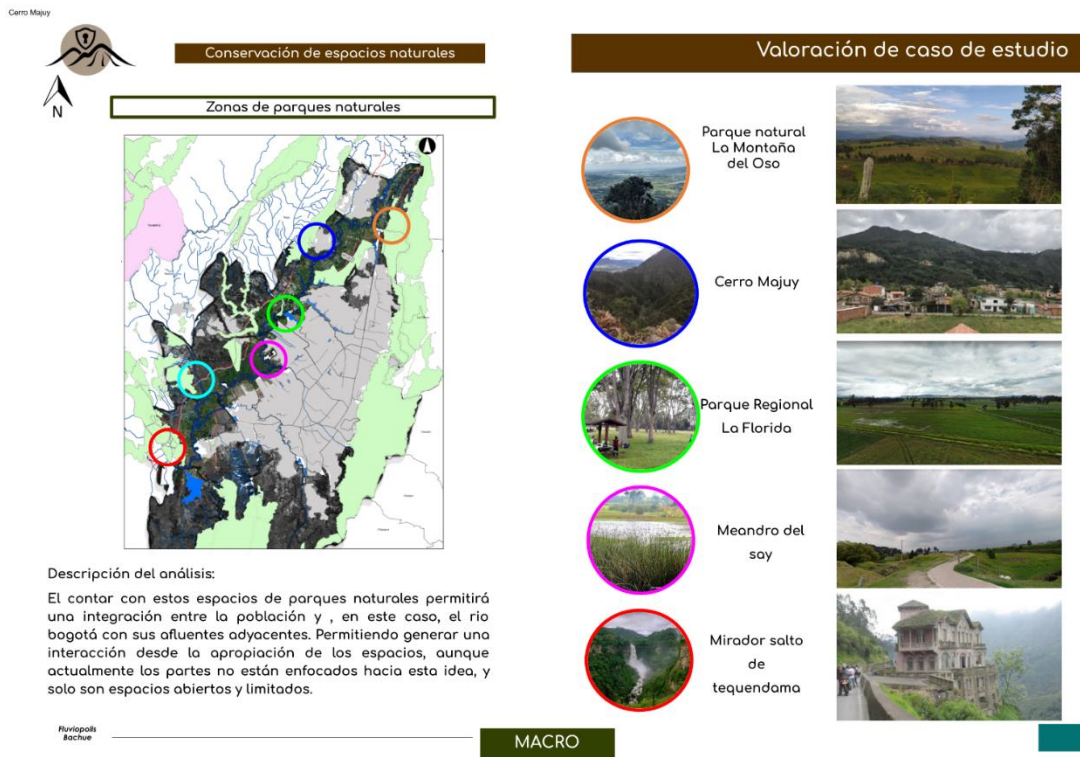 Cerro Majuy
Conservación de espacios naturales
N
Zonas de parques naturales
Descripción del análisis:
El contar con estos espacios de parques naturales permitirá
una integración entre la población y , en este caso, el rio
bogotá con sus afluentes adyacentes. Permitiendo generar una
interacción desde la apropiación de los espacios, aunque
actualmente los partes no están enfocados hacia esta idea, y
solo son espacios abiertos y limitados.
Fluviopolis
Bachue
MACRO
Valoración de caso de estudio
Parque natural
La Montaña
del Oso
Cerro Majuy
Parque Regional
La Florida
Meandro del
say
Mirador salto
de
tequendama